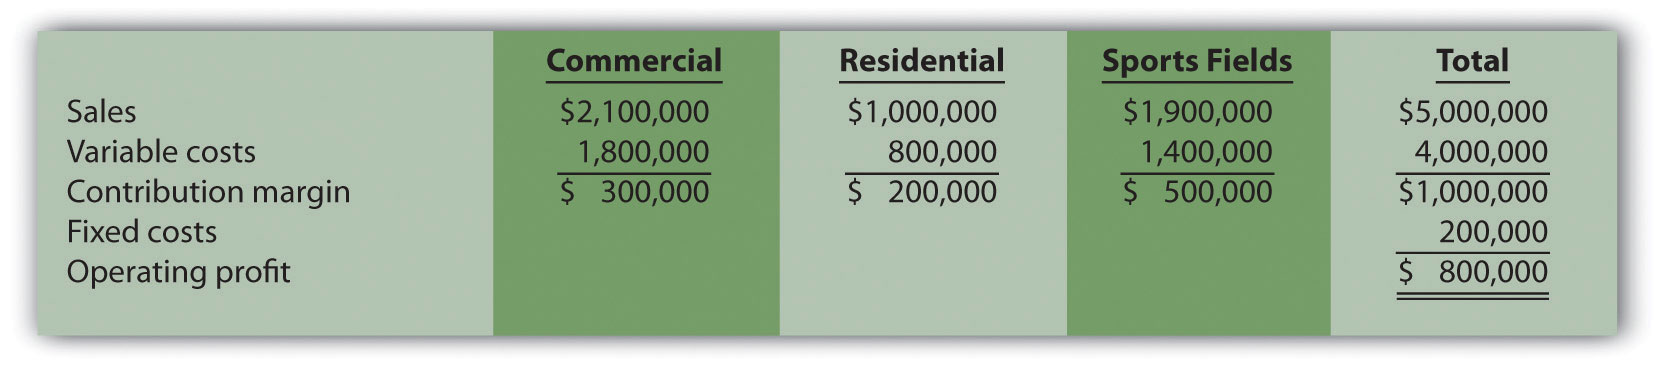 Commercial Residential Sports Fields Total
Sales $2,100,000 $1,000,000 $1,900,000 $5,000,000
Variable costs 1,800,000 800,000 1,400,000 4,000,000
Contribution margin $ 300,000 $ 200,000 $ 500,000 $1,000,000
Fixed costs 200,000
Operating profit $ 800,000